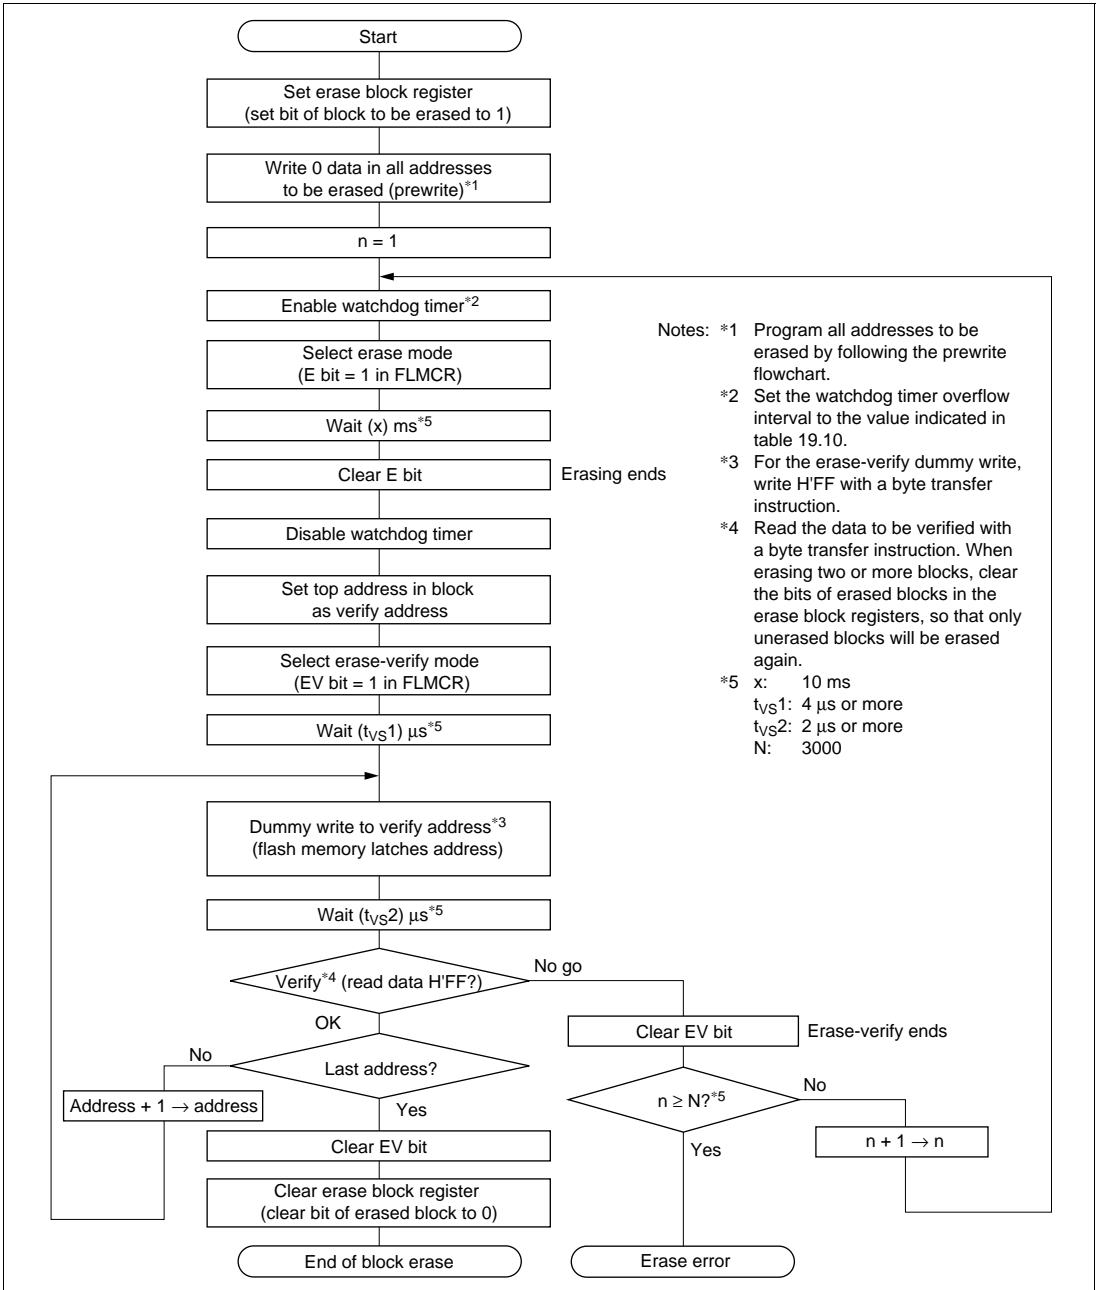 Start
Set erase block register
(set bit of block to be erased to 1)
Write 0 data in all addresses
to be erased (prewrite)*1
n = 1
Enable watchdog timer*2
Select erase mode
(E bit = 1 in FLMCR)
Wait (x) ms*5
Clear E bit
Erasing ends
Disable watchdog timer
Set top address in block
as verify address
Select erase-verify mode
(EV bit = 1 in FLMCR)
Wait (tVS1) μs*5
Dummy write to verify address*3
(flash memory latches address)
Wait (tVS2) μs*5
Verify*4 (read data H'FF?)
No go
OK
Last address?
No
Address + 1 → address
Yes
Clear EV bit
Clear erase block register
(clear bit of erased block to 0)
End of block erase
Clear EV bit
Erase-verify ends
n ≥ N?*5
No
n + 1 → n
Yes
Erase error
Notes: *1 Program all addresses to be
erased by following the prewrite
flowchart.
*2 Set the watchdog timer overflow
interval to the value indicated in
table 19.10.
*3 For the erase-verify dummy write,
write H'FF with a byte transfer
instruction.
*4 Read the data to be verified with
a byte transfer instruction. When
erasing two or more blocks, clear
the bits of erased blocks in the
erase block registers, so that only
unerased blocks will be erased
again.
*5 x: 10 ms
tVS1: 4 μs or more
tVS2: 2 μs or more
N: 3000